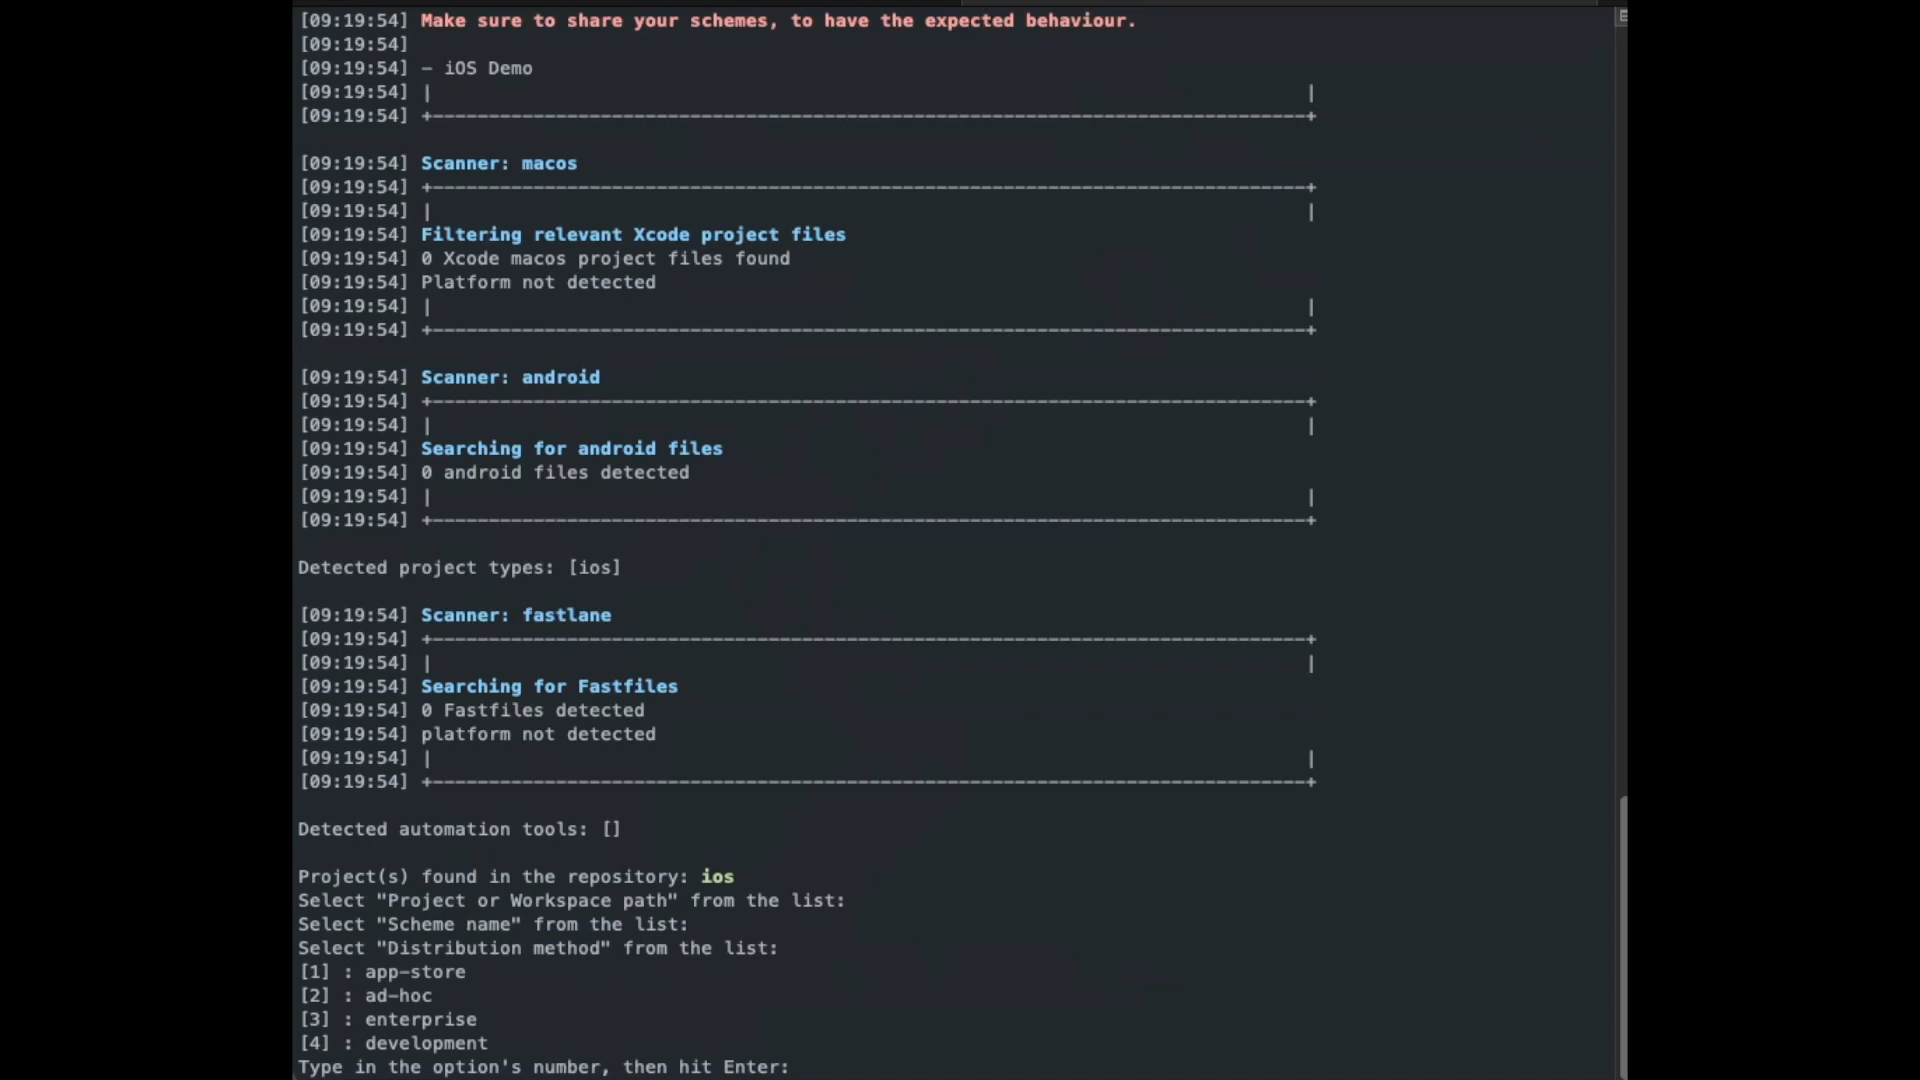 [09:19:54] Make sure to share your schemes, to have the expected behaviour.
[09:19:54]
[09:19:54] - iOS Demo
[09:19:54] | |
[09:19:54] +------------------------------------------------------------------------------+
[09:19:54] Scanner: macos
[09:19:54] +------------------------------------------------------------------------------+
[09:19:54] | |
[09:19:54] Filtering relevant Xcode project files
[09:19:54] 0 Xcode macos project files found
[09:19:54] Platform not detected
[09:19:54] | |
[09:19:54] +------------------------------------------------------------------------------+
[09:19:54] Scanner: android
[09:19:54] +------------------------------------------------------------------------------+
[09:19:54] | |
[09:19:54] Searching for android files
[09:19:54] 0 android files detected
[09:19:54] | |
[09:19:54] +------------------------------------------------------------------------------+
Detected project types: [ios]
[09:19:54] Scanner: fastlane
[09:19:54] +------------------------------------------------------------------------------+
[09:19:54] | |
[09:19:54] Searching for Fastfiles
[09:19:54] 0 Fastfiles detected
[09:19:54] platform not detected
[09:19:54] | |
[09:19:54] +------------------------------------------------------------------------------+
Detected automation tools: []
Project(s) found in the repository: ios
Select "Project or Workspace path" from the list:
Select "Scheme name" from the list:
Select "Distribution method" from the list:
[1] : app-store
[2] : ad-hoc
[3] : enterprise
[4] : development
Type in the option's number, then hit Enter: